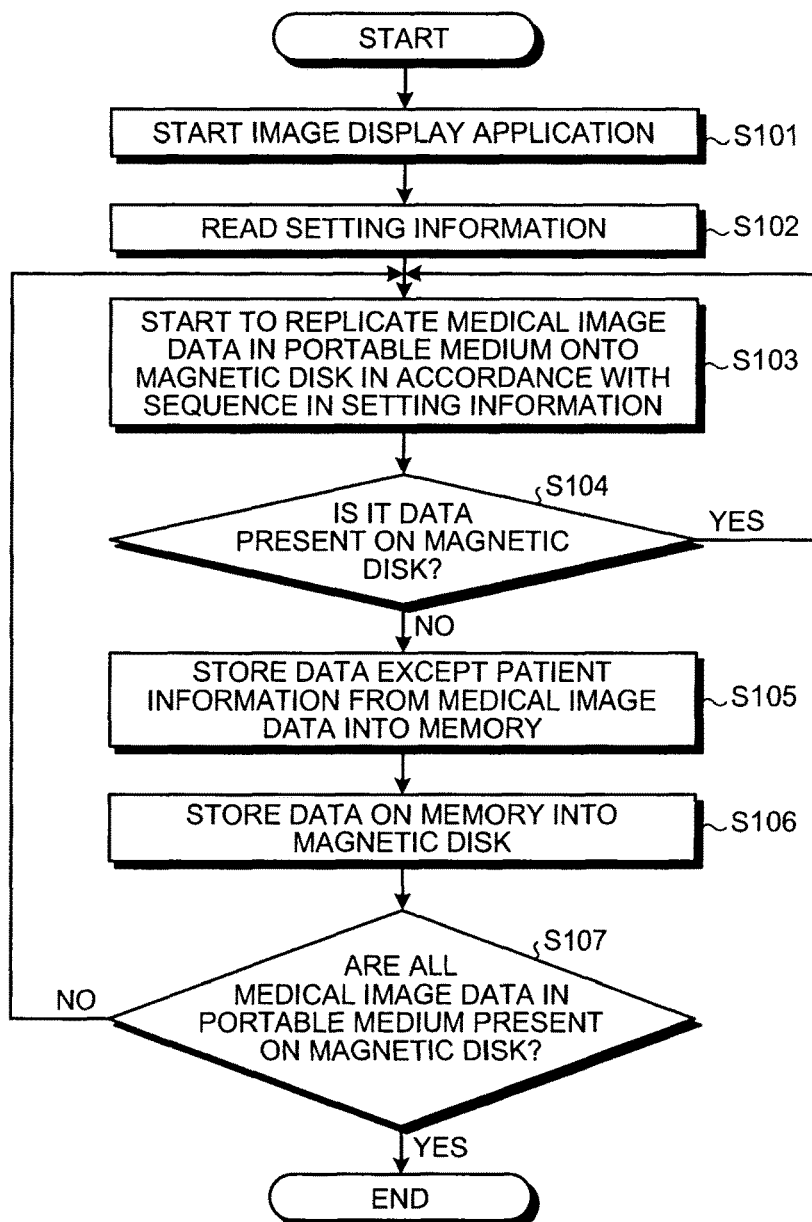 START
START IMAGE DISPLAY APPLICATION
S101
READ SETTING INFORMATION
S102
START TO REPLICATE MEDICAL IMAGE
DATA IN PORTABLE MEDIUM ONTO
MAGNETIC DISK IN ACCORDANCE WITH
SEQUENCE IN SETTING INFORMATION
S103
S104
IS IT DATA
PRESENT ON MAGNETIC
DISK?
YES
NO
STORE DATA EXCEPT PATIENT
INFORMATION FROM MEDICAL IMAGE
DATA INTO MEMORY
S105
STORE DATA ON MEMORY INTO
MAGNETIC DISK
S106
S107
ARE ALL
MEDICAL IMAGE DATA IN
PORTABLE MEDIUM PRESENT
ON MAGNETIC DISK?
NO
YES
END